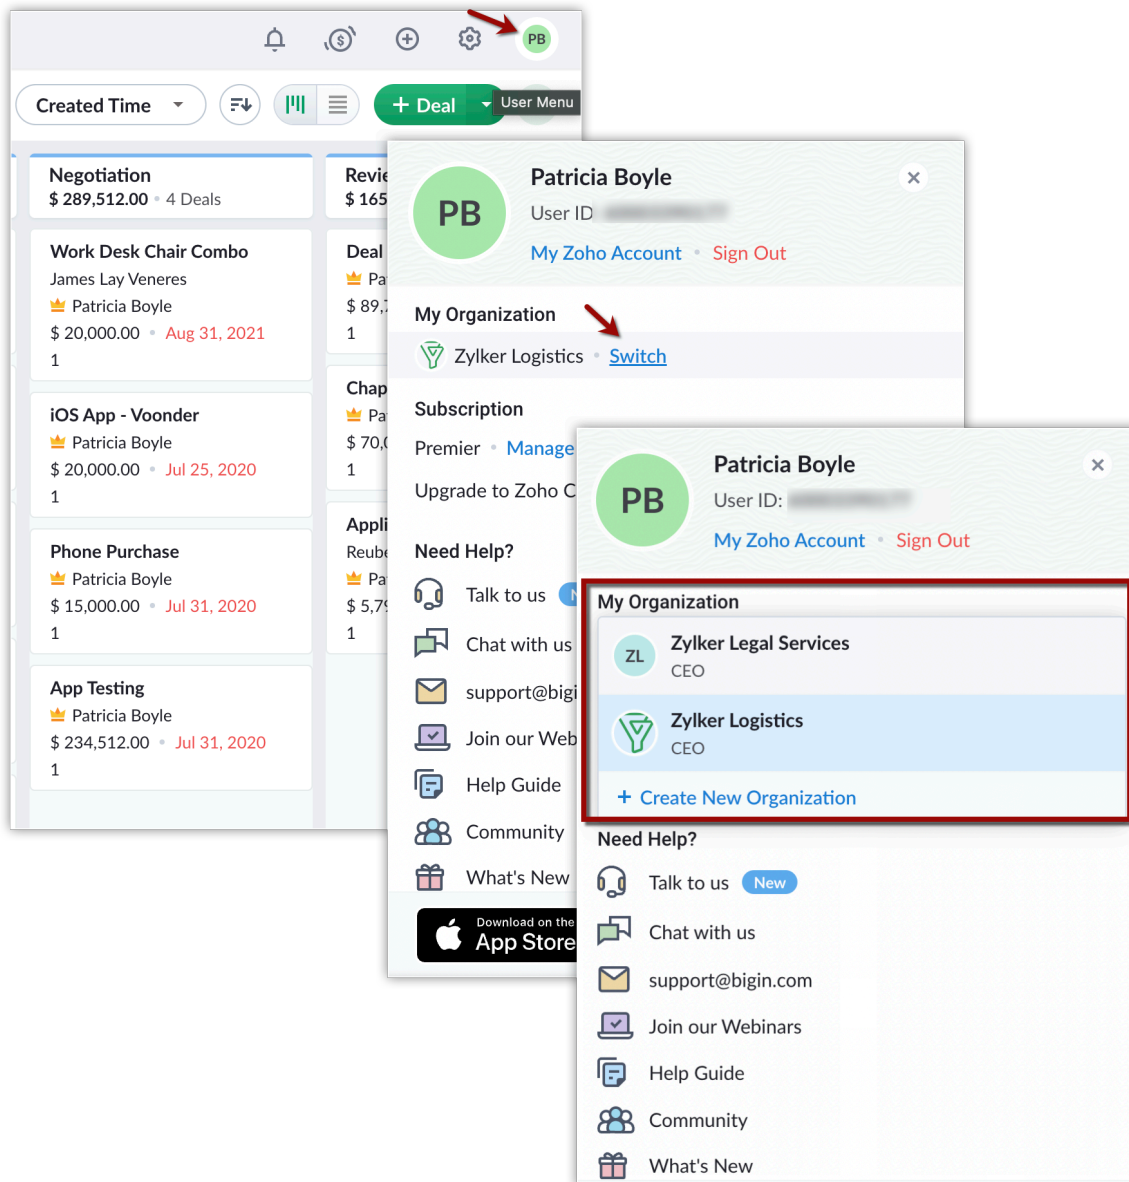 PB
Created Time
+ Deal
User Menu
Negotiation
$ 289,512.00 • 4 Deals
Work Desk Chair Combo
James Lay Veneres
Patricia Boyle
$ 20,000.00 • Aug 31, 2021
1
iOS App - Voonder
Patricia Boyle
$ 20,000.00 • Jul 25, 2020
1
Phone Purchase
Patricia Boyle
$ 15,000.00 • Jul 31, 2020
1
App Testing
Patricia Boyle
$ 234,512.00 • Jul 31, 2020
1
Revie
$ 165
Deal
Pa
$ 89,7
1
Chap
Pa
$ 70,0
1
Appli
Reube
Pa
$ 5,79
1
PB
Patricia Boyle
User ID
My Zoho Account • Sign Out
My Organization
Zylker Logistics • Switch
Subscription
Premier • Manage
Upgrade to Zoho C
Need Help?
Talk to us N
Chat with us
support@bigi
Join our Web
Help Guide
Community
What's New
Download on the
App Store
PB
Patricia Boyle
User ID:
My Zoho Account • Sign Out
My Organization
ZL
Zylker Legal Services
CEO
Zylker Logistics
CEO
+ Create New Organization
Need Help?
Talk to us New
Chat with us
support@bigin.com
Join our Webinars
Help Guide
Community
What's New